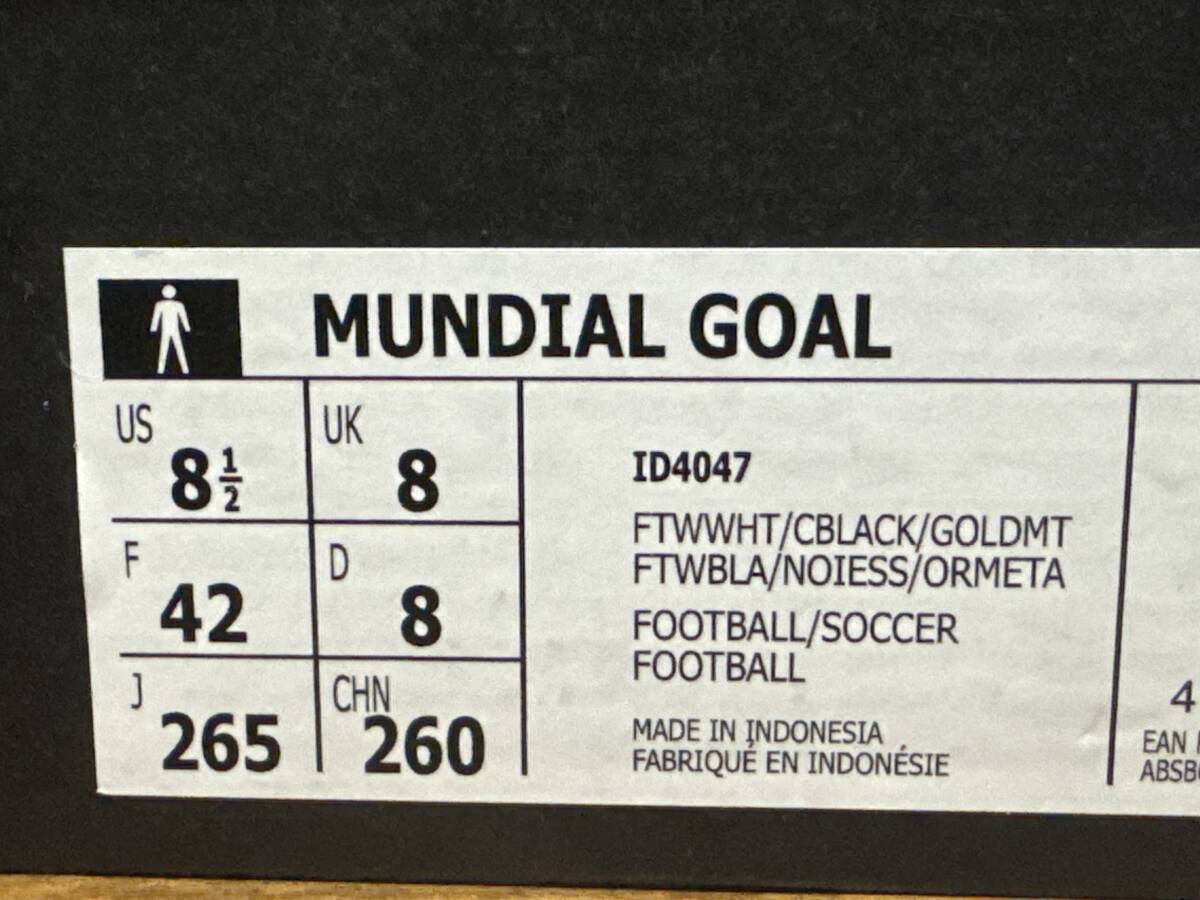 MUNDIAL GOAL
US 8½ UK 8
F 42 D 8
J 265 CHN 260
ID4047
FTWWHT/CBLACK/GOLDMT
FTWBLA/NOIESS/ORMETA
FOOTBALL/SOCCER
FOOTBALL
MADE IN INDONESIA
FABRIQUÉ EN INDONÉSIE
4
EAN